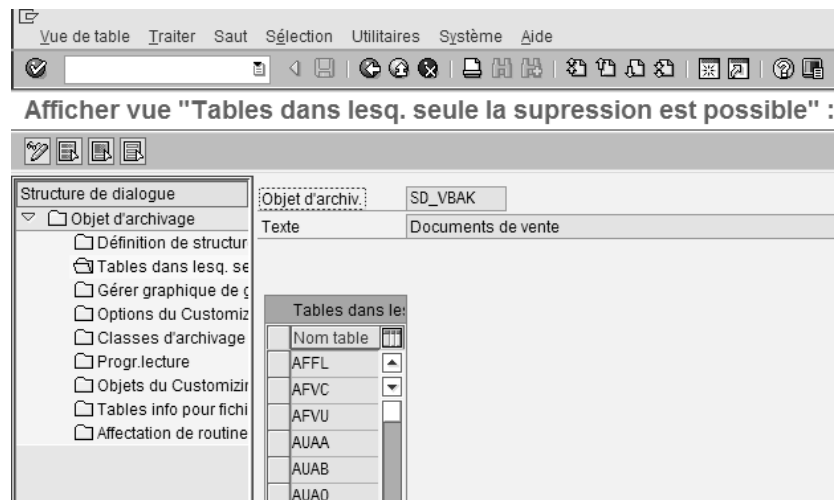 Vue de table Traiter Saut Sélection Utilitaires Système Aide
Afficher vue "Tables dans lesq. seule la supression est possible" :
Structure de dialogue
Objet d'archivage
Définition de structur
Tables dans lesq. se
Gérer graphique de g
Options du Customiz
Classes d'archivage
Progr.lecture
Objets du Customizir
Tables info pour fichi
Affectation de routine
Objet d'archiv. SD_VBAK
Texte Documents de vente
Tables dans les
Nom table
AFFL
AFVC
AFVU
AUAA
AUAB
AUAO